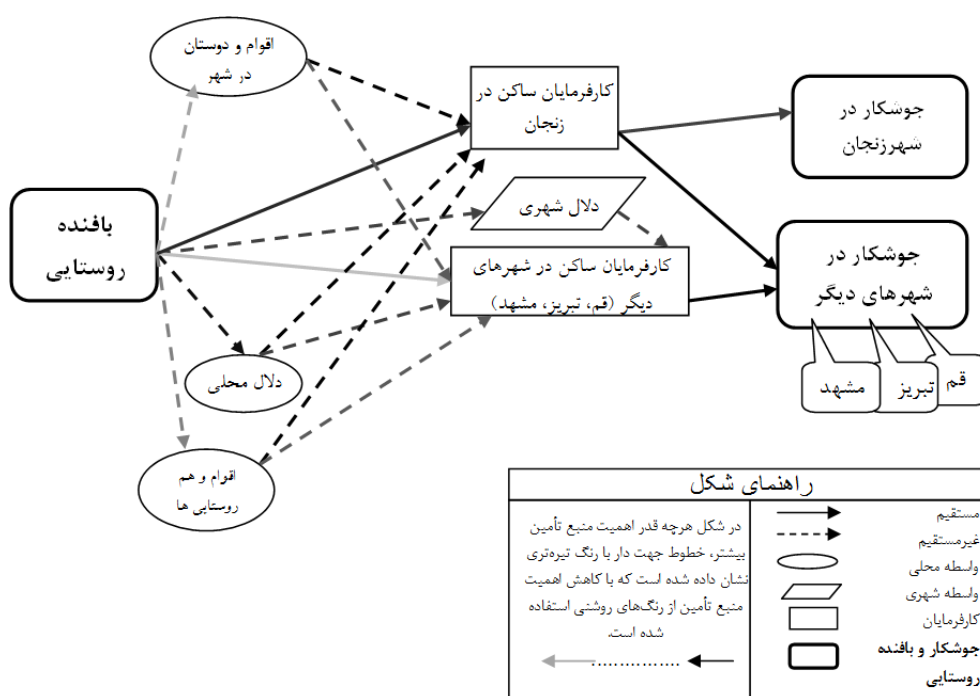 اقوام و دوستان
در شهر
کارفرمایان ساکن در
زنجان
جوشکار در
شهرزنجان
بافنده
روستایی
دلال شهری
کارفرمایان ساکن در شهرهای
دیگر (قم، تبریز، مشهد)
جوشکار در
شهرهای دیگر
قم
تبریز
مشهد
دلال محلی
اقوام و هم
روستایی ها
راهنمای شکل
مستقیم
غیرمستقیم
واسطه محلی
واسطه شهری
کارفرمایان
جوشکار و بافنده
روستایی
در شکل هرچه قدر اهمیت منبع تأمین
بیشتر، خطوط جهت دار با رنگ تیره‌تری
نشان داده شده است که با کاهش اهمیت
منبع تأمین از رنگ‌های روشنی استفاده
شده است.